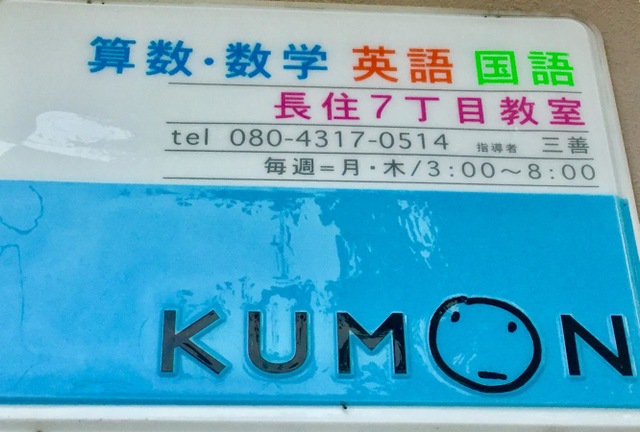 算数・数学 英語 国語
長住7丁目教室
tel 080-4317-0514 指導者 三善
毎週=月・木/3:00〜8:00
KUMON